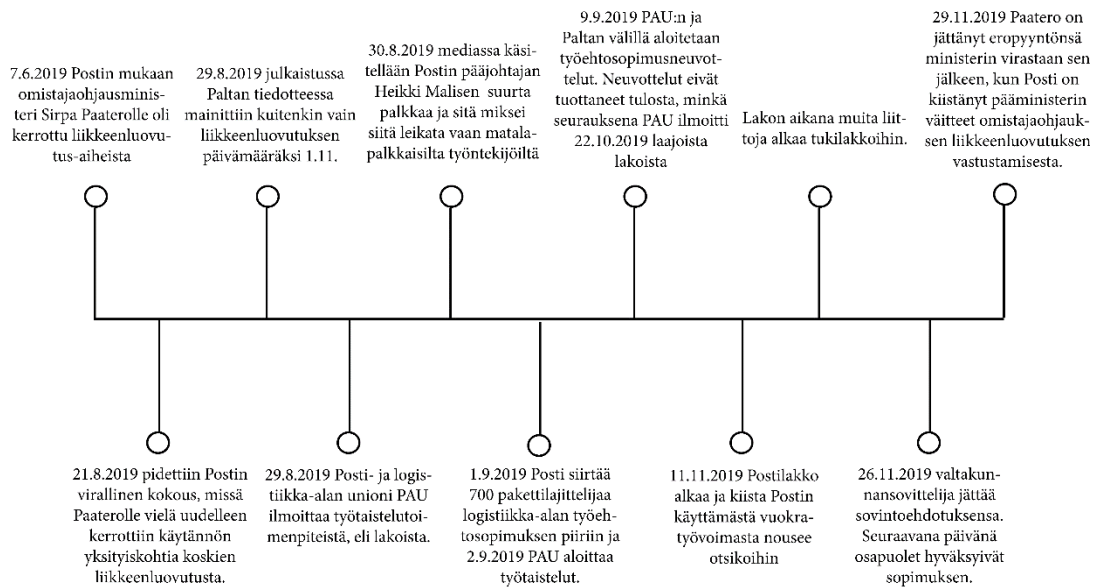 7.6.2019 Postin mukaan
omistajaohjausminis-
teri Sirpa Paaterolle oli
kerrottu liikkeenluovu-
tus-aiheista
21.8.2019 pidettiin Postin
virallinen kokous, missä
Paaterolle vielä uudelleen
kerrottiin käytännön
yksityiskohtia koskien
liikkeenluovutusta.
29.8.2019 julkaistussa
Paltan tiedotteessa
mainittiin kuitenkin vain
liikkeenluovutuksen
päivämääräksi 1.11.
29.8.2019 Posti- ja logis-
tiikka-alan unioni PAU
ilmoittaa työtaistelutoi-
menpiteistä, eli lakoista.
30.8.2019 mediassa käsi-
tellään Postin pääjohtajan
Heikki Malisen suurta
palkkaa ja sitä miksei
siitä leikata vaan matala-
palkkaisilta työntekijöiltä
1.9.2019 Posti siirtää
700 pakettilajittelijaa
logistiikka-alan työeh-
tosopimuksen piiriin ja
2.9.2019 PAU aloittaa
työtaistelut.
9.9.2019 PAU:n ja
Paltan välillä aloitetaan
työehtosopimusneuvot-
telut. Neuvottelut eivät
tuottaneet tulosta, minkä
seurauksena PAU ilmoitti
22.10.2019 laajoista
lakoista
11.11.2019 Postilakko
alkaa ja kiista Postin
käyttämästä vuokra-
työvoimasta nousee
otsikoihin
Lakon aikana muita liit-
toja alkaa tukilakkoihin.
26.11.2019 valtakun-
nansovittelija jättää
sovintoehdotuksensa.
Seuraavana päivänä
osapuolet hyväksyivät
sopimuksen.
29.11.2019 Paatero on
jättänyt eropyyntönsä
ministerin virastaan sen
jälkeen, kun Posti on
kiistänyt pääministerin
väitteet omistajaohjauk-
sen liikkeenluovutuksen
vastustamisesta.